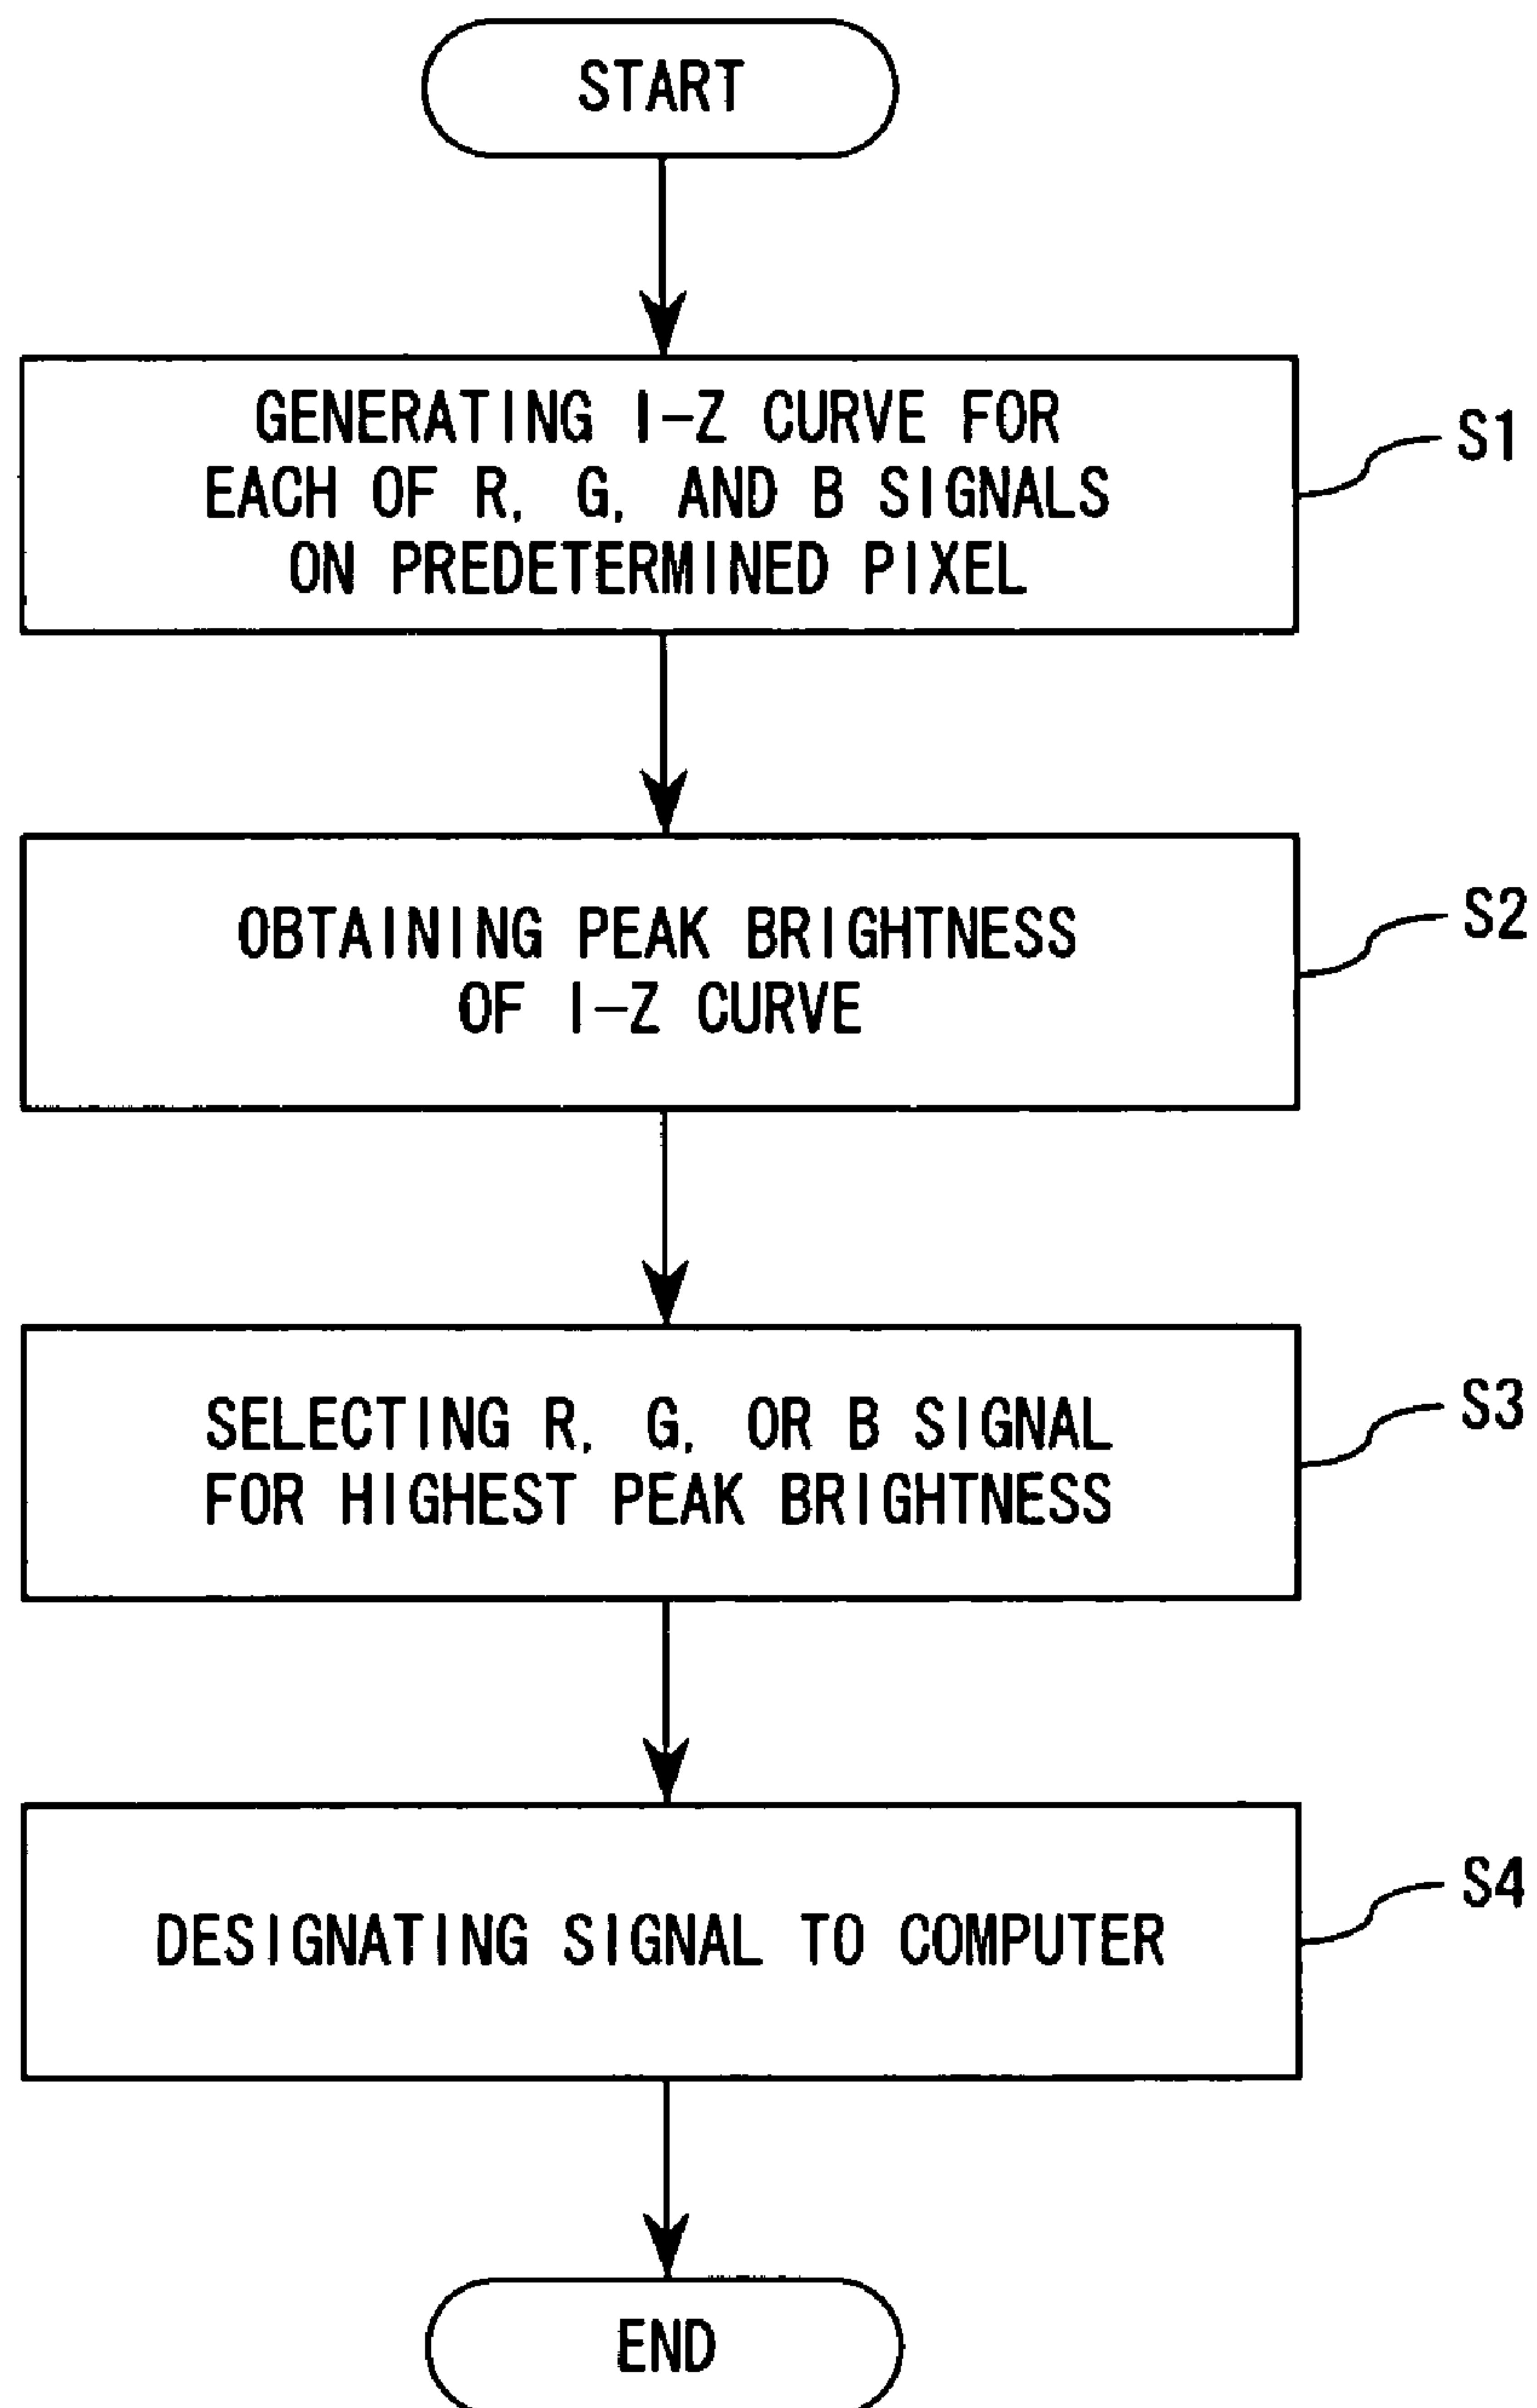 START
GENERATING I-Z CURVE FOR
EACH OF R, G, AND B SIGNALS
ON PREDETERMINED PIXEL
S1
OBTAINING PEAK BRIGHTNESS
OF I-Z CURVE
S2
SELECTING R, G, OR B SIGNAL
FOR HIGHEST PEAK BRIGHTNESS
S3
DESIGNATING SIGNAL TO COMPUTER
S4
END